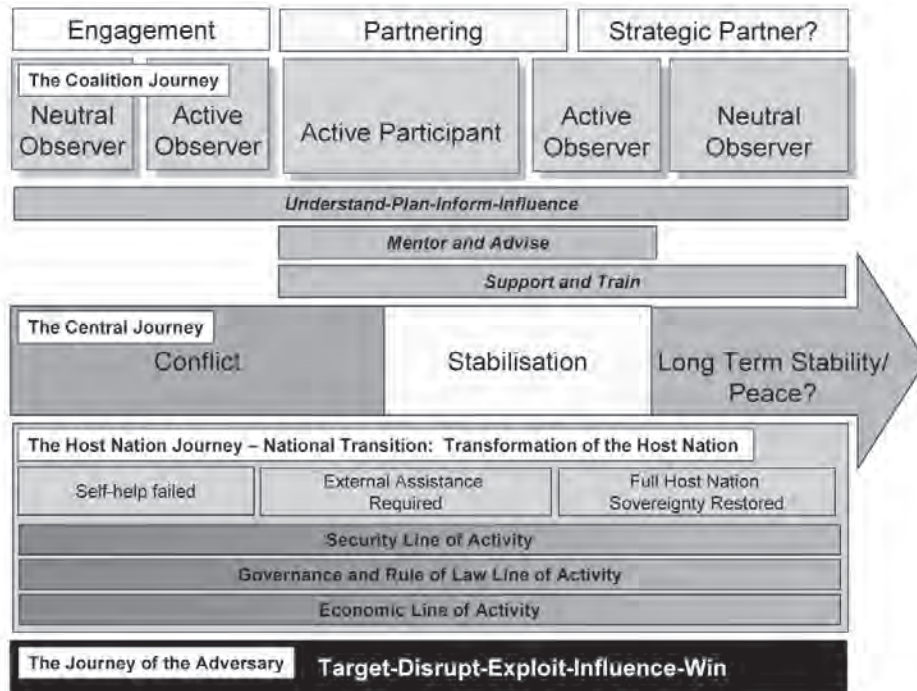 Engagement
Partnering
Strategic Partner?
The Coalition Journey
Neutral
Observer
Active
Observer
Active Participant
Active
Observer
Neutral
Observer
Understand-Plan-Inform-Influence
Mentor and Advise
Support and Train
The Central Journey
Conflict
Stabilisation
Long Term Stability/
Peace?
The Host Nation Journey – National Transition: Transformation of the Host Nation
Self-help failed
External Assistance
Required
Full Host Nation
Sovereignty Restored
Security Line of Activity
Governance and Rule of Law Line of Activity
Economic Line of Activity
The Journey of the Adversary
Target-Disrupt-Exploit-Influence-Win